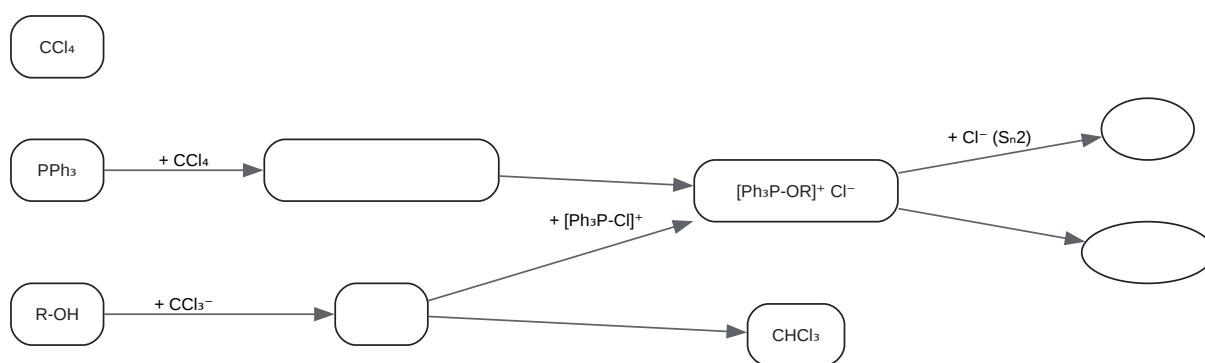 CCl₄
PPh₃
+ CCl₄
[Ph₃P-OR]⁺ Cl⁻
+ Cl⁻ (Sₙ2)
+ [Ph₃P-Cl]⁺
R-OH
+ CCl₃⁻
CHCl₃